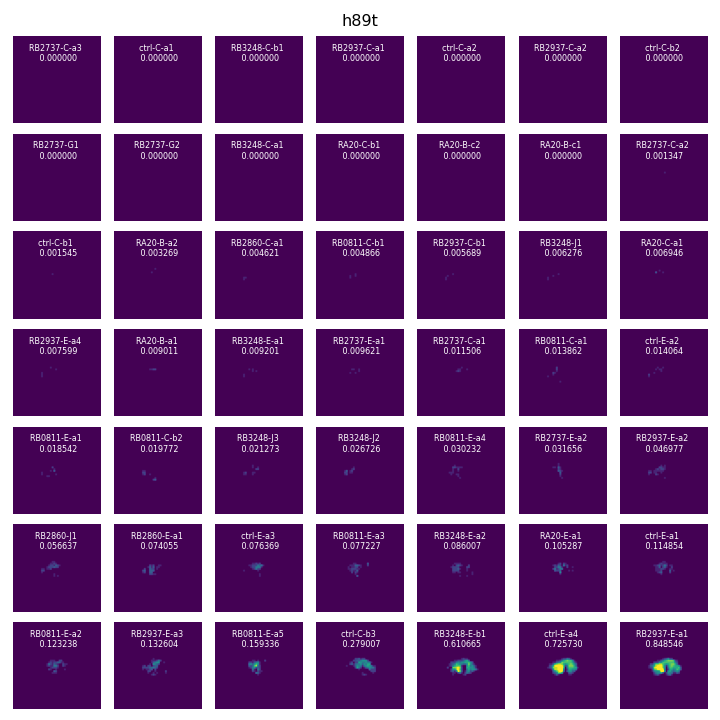 h89t
RB2737-C-a3
0.000000
ctrl-C-a1
0.000000
RB3248-C-b1
0.000000
RB2937-C-a1
0.000000
ctrl-C-a2
0.000000
RB2937-C-a2
0.000000
ctrl-C-b2
0.000000
RB2737-G1
0.000000
RB2737-G2
0.000000
RB3248-C-a1
0.000000
RA20-C-b1
0.000000
RA20-B-c2
0.000000
RA20-B-c1
0.000000
RB2737-C-a2
0.001347
ctrl-C-b1
0.001545
RA20-B-a2
0.003269
RB2860-C-a1
0.004621
RB0811-C-b1
0.004866
RB2937-C-b1
0.005689
RB3248-J1
0.006276
RA20-C-a1
0.006946
RB2937-E-a4
0.007599
RA20-B-a1
0.009011
RB3248-E-a1
0.009201
RB2737-E-a1
0.009621
RB2737-C-a1
0.011506
RB0811-C-a1
0.013862
ctrl-E-a2
0.014064
RB0811-E-a1
0.018542
RB0811-C-b2
0.019772
RB3248-J3
0.021273
RB3248-J2
0.026726
RB0811-E-a4
0.030232
RB2737-E-a2
0.031656
RB2937-E-a2
0.046977
RB2860-J1
0.056637
RB2860-E-a1
0.074055
ctrl-E-a3
0.076369
RB0811-E-a3
0.077227
RB3248-E-a2
0.086007
RA20-E-a1
0.105287
ctrl-E-a1
0.114854
RB0811-E-a2
0.123238
RB2937-E-a3
0.132604
RB0811-E-a5
0.159336
ctrl-C-b3
0.279007
RB3248-E-b1
0.610665
ctrl-E-a4
0.725730
RB2937-E-a1
0.848546